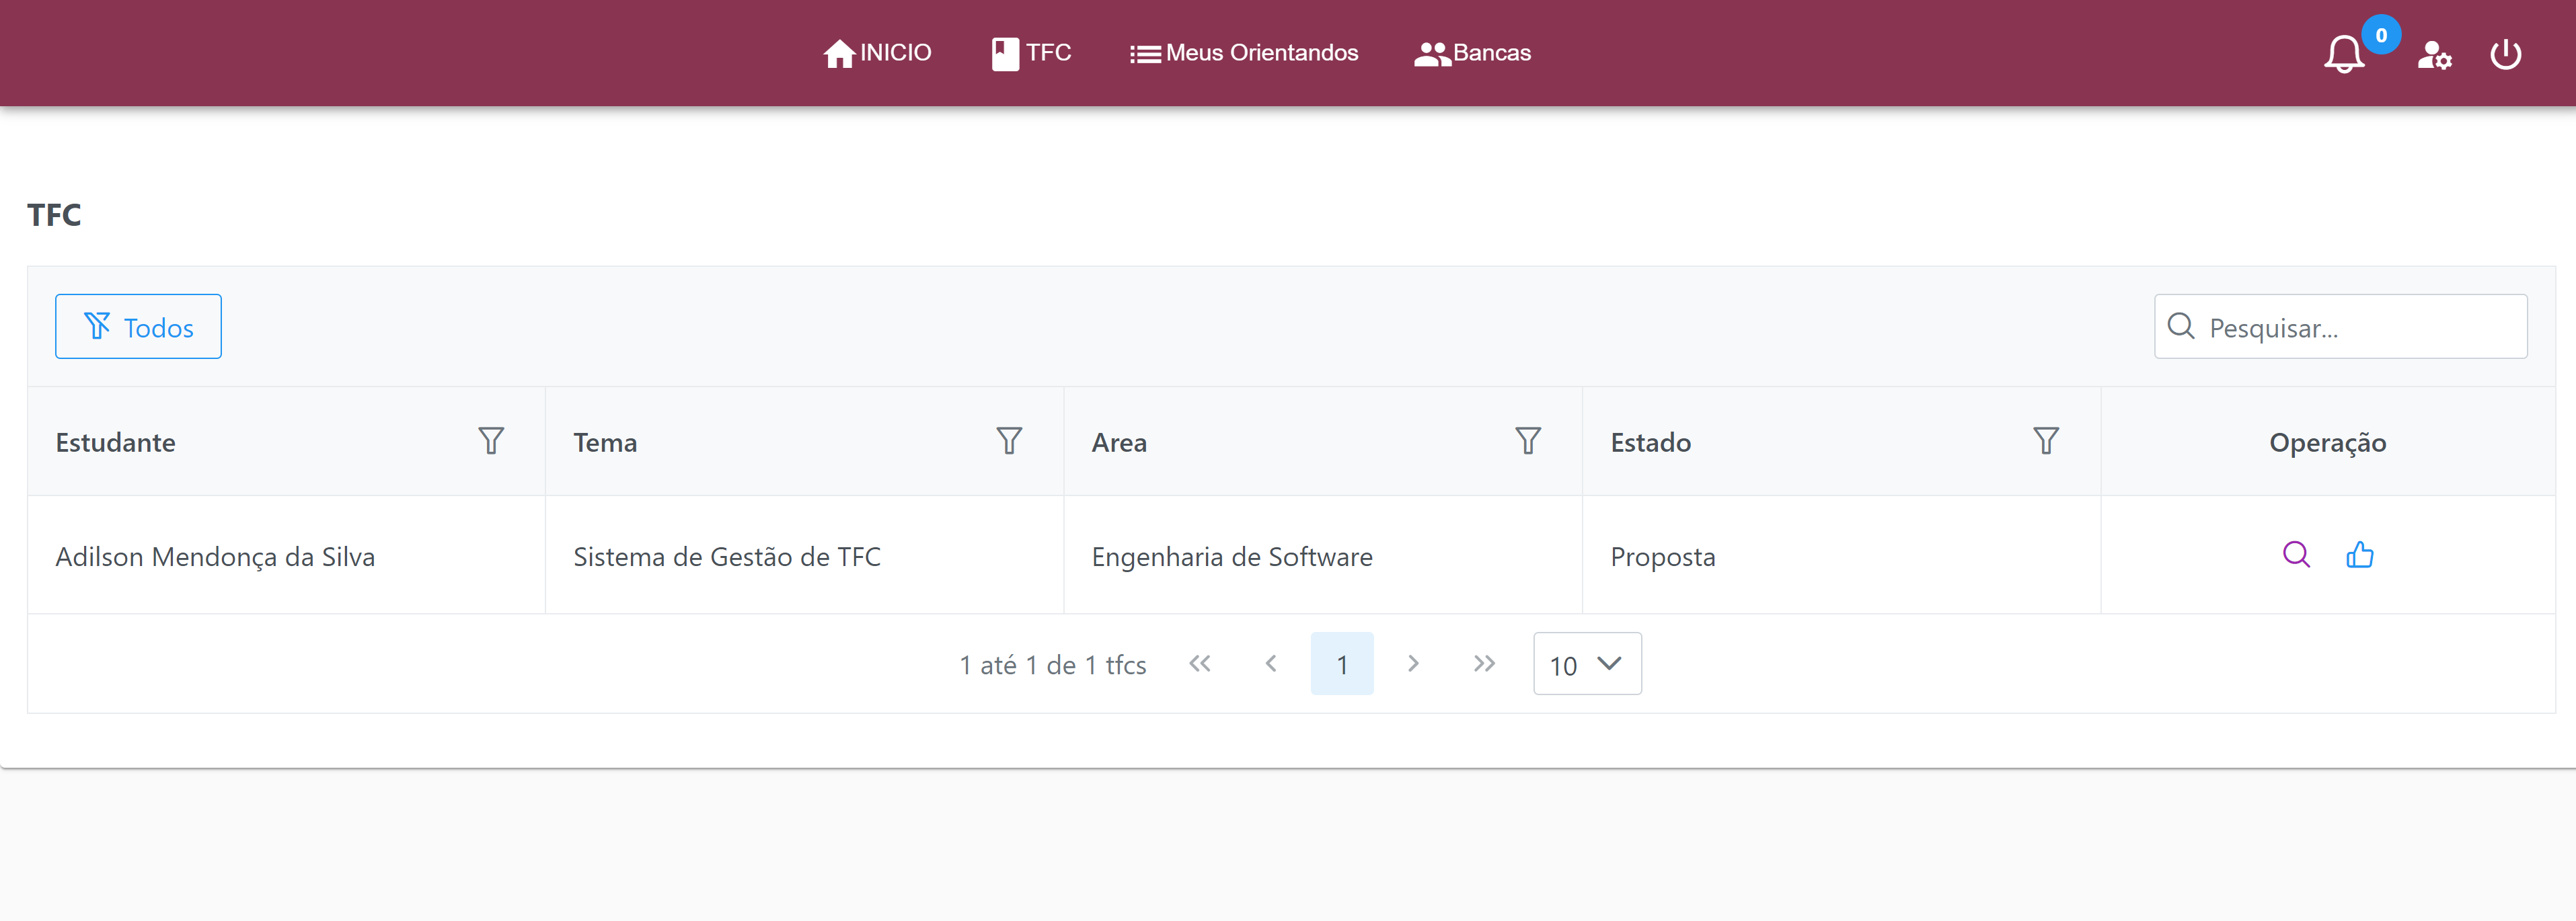 INICIO TFC Meus Orientandos Bancas 0
TFC
Todos Pesquisar...
Estudante Tema Area Estado Operação
Adilson Mendonça da Silva Sistema de Gestão de TFC Engenharia de Software Proposta
1 até 1 de 1 tfcs 1 10